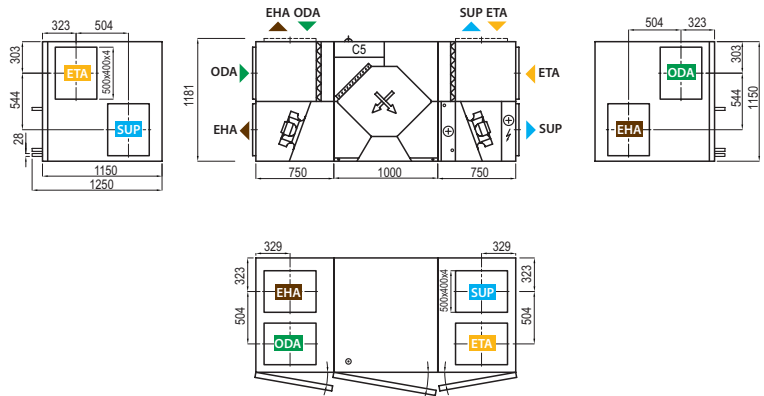 EHA ODA
SUP ETA
323
504
303
544
28
500x400x4
ETA
SUP
1150
1250
1181
C5
ODA
EHA
ETA
SUP
750
1000
750
504
323
303
544
1150
ODA
EHA
329
329
323
504
EHA
ODA
500x400x4
SUP
ETA
323
504